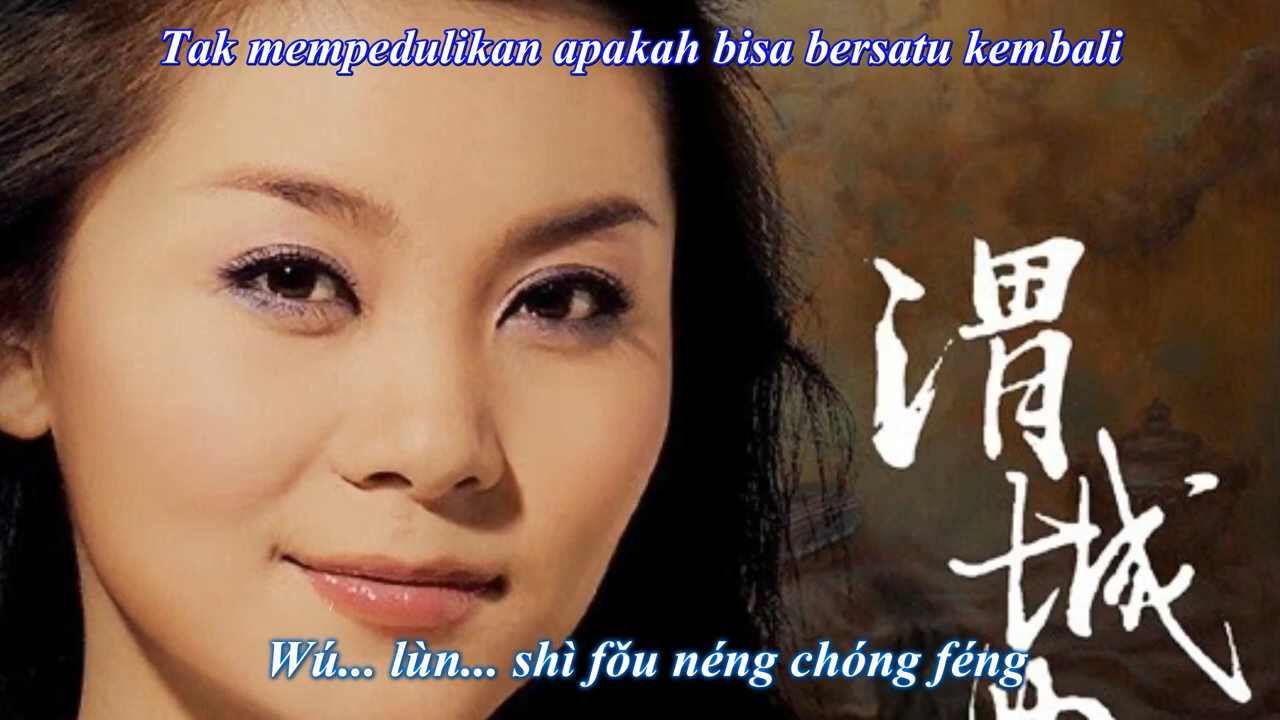 Tak mempedulikan apakah bisa bersatu kembali
渭城
Wú... lùn... shì fǒu néng chóng féng